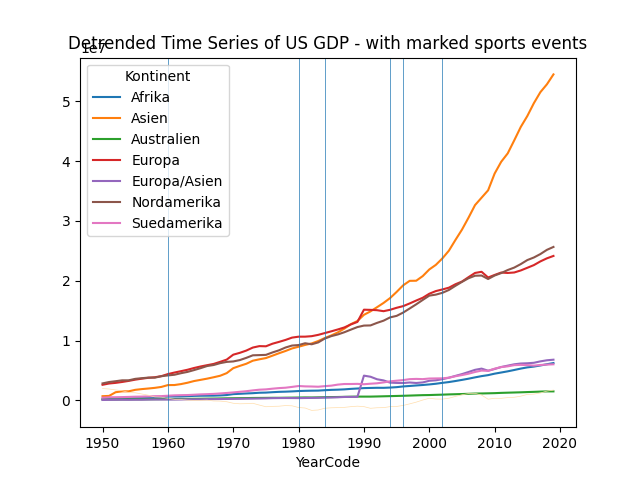 Detrended Time Series of US GDP - with marked sports events
1e7
Kontinent
Afrika
Asien
Australien
Europa
Europa/Asien
Nordamerika
Suedamerika
5
4
3
2
1
0
1950 1960 1970 1980 1990 2000 2010 2020
YearCode